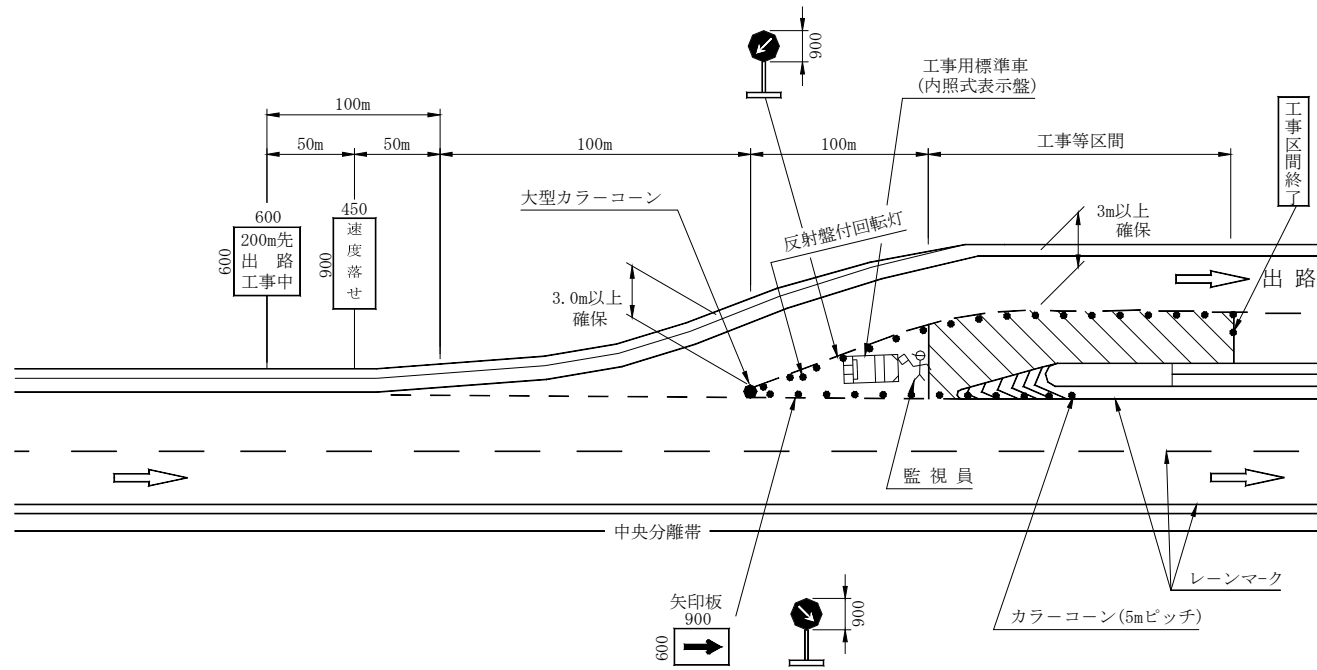 900
工事用標準車
(内照式表示盤)
100m
50m
50m
100m
100m
工事等区間
工事区間終了
大型カラーコーン
反射盤付回転灯
3m以上
確保
600
200m先
出 路
工事中
600
450
速度落せ
900
3.0m以上
確保
出 路
監 視 員
中央分離帯
レーンマーク
カラーコーン(5mピッチ)
矢印板
900
600
900